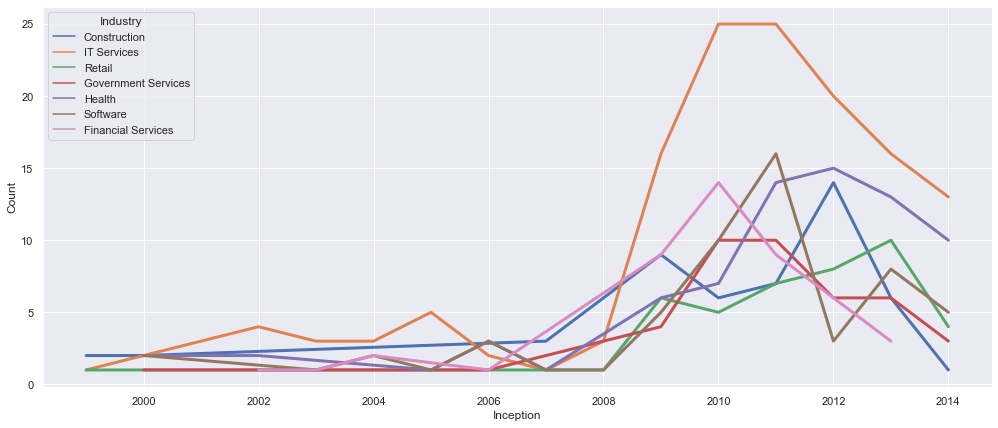 Industry
Construction
IT Services
Retail
Government Services
Health
Software
Financial Services
Count
25
20
15
10
5
0
2000 2002 2004 2006 2008 2010 2012 2014
Inception